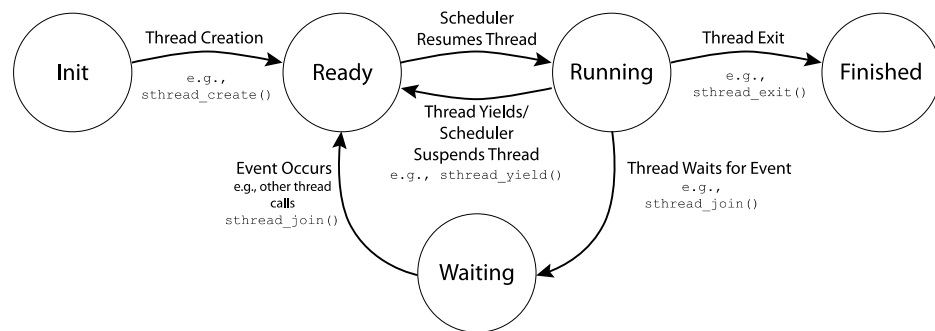 Init
Thread Creation
e.g.,
sthread_create()
Ready
Scheduler
Resumes Thread
Thread Yields/
Scheduler
Suspends Thread
e.g., sthread_yield()
Running
Thread Exit
e.g.,
sthread_exit()
Finished
Event Occurs
e.g., other thread
calls
sthread_join()
Thread Waits for Event
e.g.,
sthread_join()
Waiting